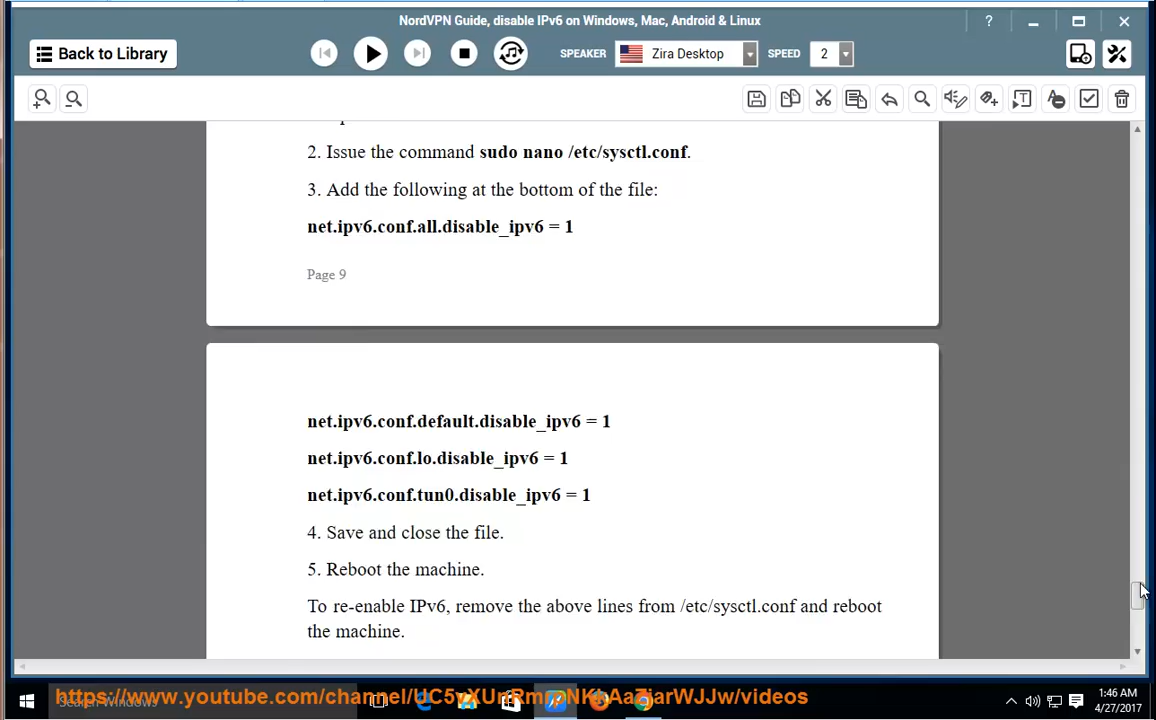 NordVPN Guide, disable IPv6 on Windows, Mac, Android & Linux
Back to Library
SPEAKER
Zira Desktop
SPEED
2
2. Issue the command sudo nano /etc/sysctl.conf.
3. Add the following at the bottom of the file:
net.ipv6.conf.all.disable_ipv6 = 1
Page 9
net.ipv6.conf.default.disable_ipv6 = 1
net.ipv6.conf.lo.disable_ipv6 = 1
net.ipv6.conf.tun0.disable_ipv6 = 1
4. Save and close the file.
5. Reboot the machine.
To re-enable IPv6, remove the above lines from /etc/sysctl.conf and reboot
the machine.
Search Windows
1:46 AM
4/27/2017